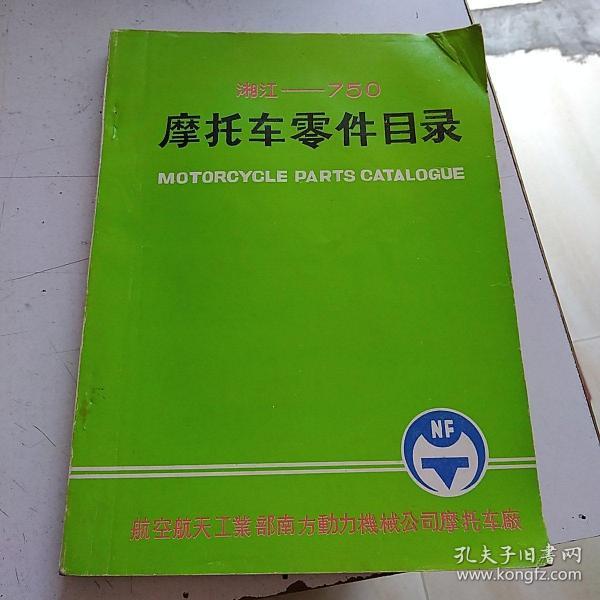 湘江——750
摩托车零件目录
MOTORCYCLE PARTS CATALOGUE
NF
航空航天工業部南方動力機械公司摩托车廠
孔夫子旧書网
www.kongfz.com